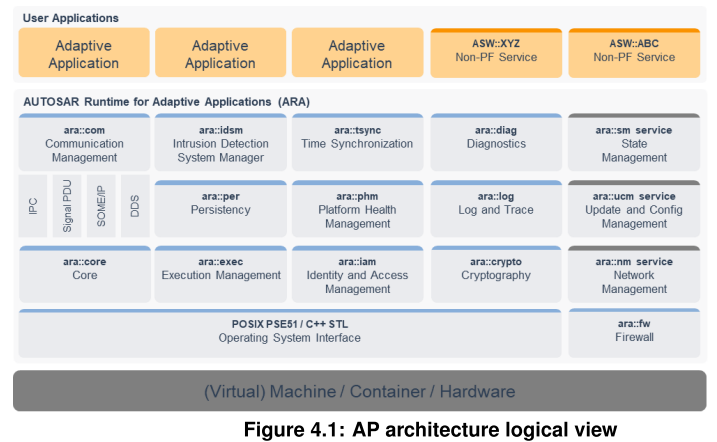 User Applications
Adaptive
Application
Adaptive
Application
Adaptive
Application
ASW::XYZ
Non-PF Service
ASW::ABC
Non-PF Service
AUTOSAR Runtime for Adaptive Applications (ARA)
ara::com
Communication
Management
ara::idsm
Intrusion Detection
System Manager
ara::tsync
Time Synchronization
ara::diag
Diagnostics
ara::sm service
State
Management
IPC
Signal PDU
SOME/IP
DDS
ara::per
Persistency
ara::phm
Platform Health
Management
ara::log
Log and Trace
ara::ucm service
Update and Config
Management
ara::core
Core
ara::exec
Execution Management
ara::iam
Identity and Access
Management
ara::crypto
Cryptography
ara::nm service
Network
Management
POSIX PSE51 / C++ STL
Operating System Interface
ara::fw
Firewall
(Virtual) Machine / Container / Hardware
Figure 4.1: AP architecture logical view